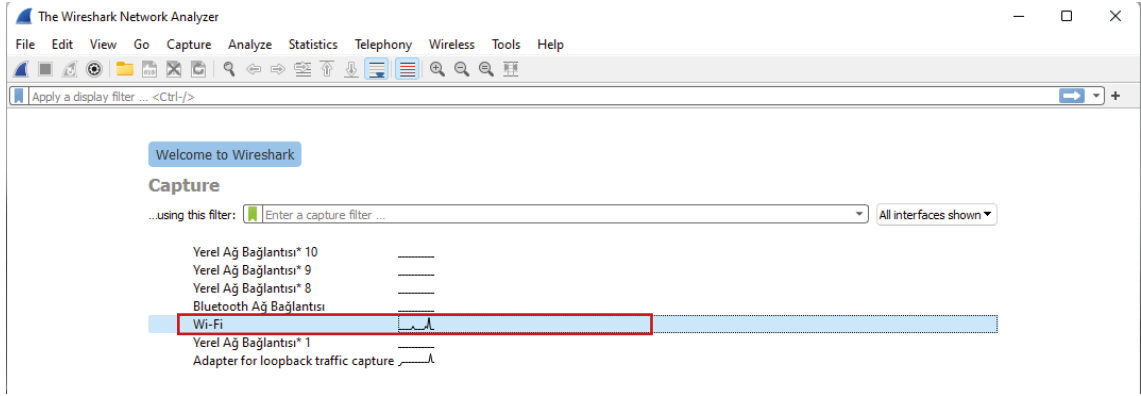 The Wireshark Network Analyzer
File Edit View Go Capture Analyze Statistics Telephony Wireless Tools Help
Apply a display filter ... <Ctrl-/>
+
Welcome to Wireshark
Capture
...using this filter: Enter a capture filter ... All interfaces shown
Yerel Ağ Bağlantısı* 10
Yerel Ağ Bağlantısı* 9
Yerel Ağ Bağlantısı* 8
Bluetooth Ağ Bağlantısı
Wi-Fi
Yerel Ağ Bağlantısı* 1
Adapter for loopback traffic capture